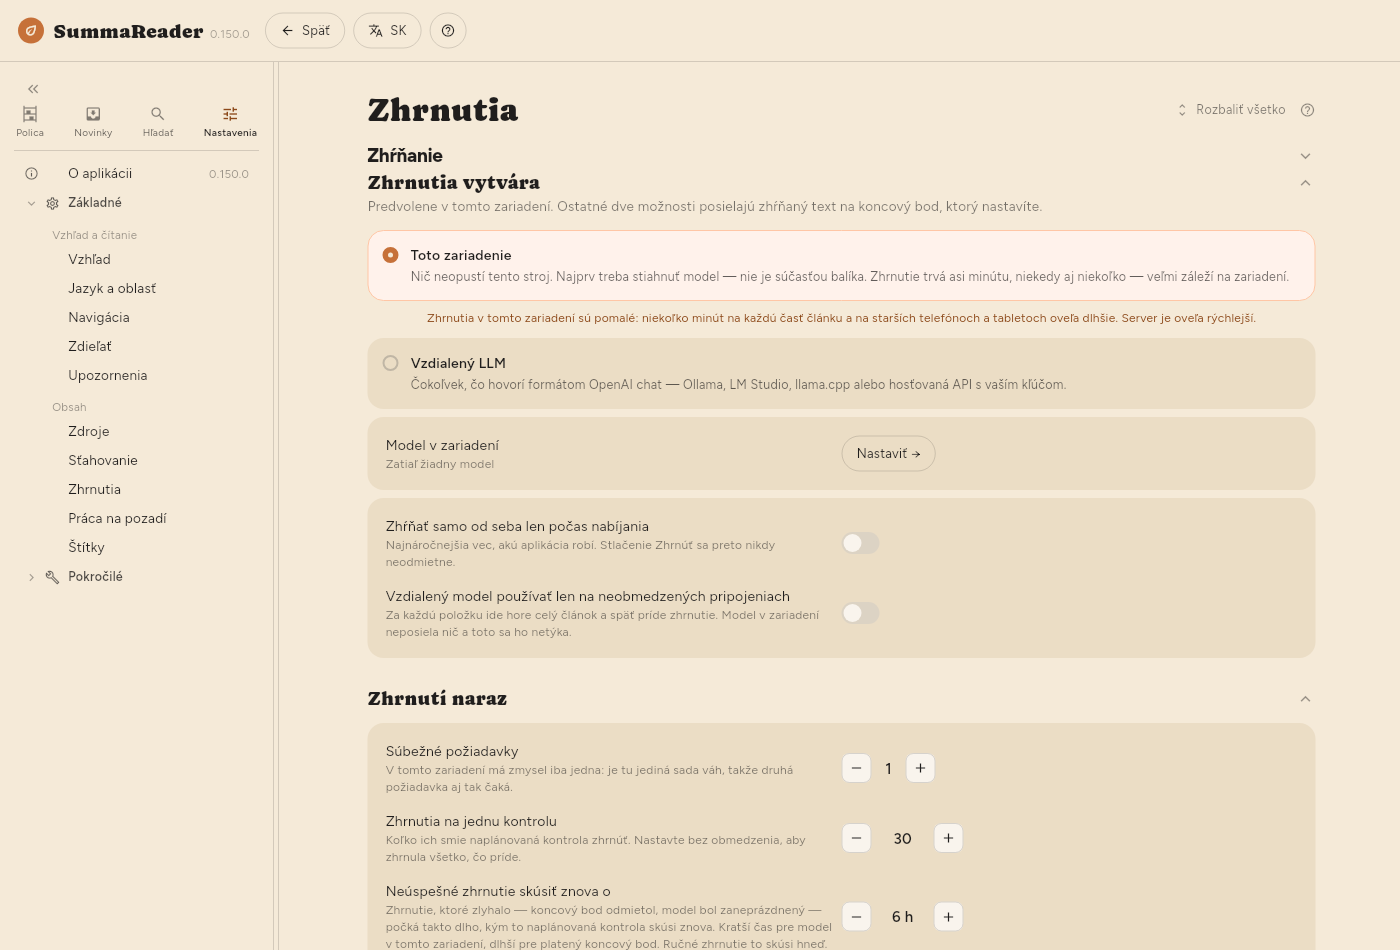 SummaReader 0.150.0
Späť
SK
Polica
Novinky
Hľadať
Nastavenia
O aplikácii 0.150.0
Základné
Vzhľad a čítanie
Vzhľad
Jazyk a oblasť
Navigácia
Zdieľať
Upozornenia
Obsah
Zdroje
Sťahovanie
Zhrnutia
Práca na pozadí
Štítky
Pokročilé
Zhrnutia
Rozbaliť všetko
Zhŕňanie
Zhrnutia vytvára
Predvolene v tomto zariadení. Ostatné dve možnosti posielajú zhŕňaný text na koncový bod, ktorý nastavíte.
Toto zariadenie
Nič neopustí tento stroj. Najprv treba stiahnuť model — nie je súčasťou balíka. Zhrnutie trvá asi minútu, niekedy aj niekoľko — veľmi záleží na zariadení.
Zhrnutia v tomto zariadení sú pomalé: niekoľko minút na každú časť článku a na starších telefónoch a tabletoch oveľa dlhšie. Server je oveľa rýchlejší.
Vzdialený LLM
Čokoľvek, čo hovorí formátom OpenAI chat — Ollama, LM Studio, llama.cpp alebo hosťovaná API s vaším kľúčom.
Model v zariadení
Zatiaľ žiadny model
Nastaviť →
Zhŕňať samo od seba len počas nabíjania
Najnáročnejšia vec, akú aplikácia robí. Stlačenie Zhrnúť sa preto nikdy
neodmietne.
Vzdialený model používať len na neobmedzených pripojeniach
Za každú položku ide hore celý článok a späť príde zhrnutie. Model v zariadení
neposiela nič a toto sa ho netýka.
Zhrnutí naraz
Súbežné požiadavky
V tomto zariadení má zmysel iba jedna: je tu jediná sada váh, takže druhá
požiadavka aj tak čaká.
1
Zhrnutia na jednu kontrolu
Koľko ich smie naplánovaná kontrola zhrnúť. Nastavte bez obmedzenia, aby
zhrnula všetko, čo príde.
30
Neúspešné zhrnutie skúsiť znova o
Zhrnutie, ktoré zlyhalo — koncový bod odmietol, model bol zaneprázdnený —
počká takto dlho, kým to naplánovaná kontrola skúsi znova. Kratší čas pre model
v tomto zariadení, dlhší pre platený koncový bod. Ručné zhrnutie to skúsi hneď.
6 h